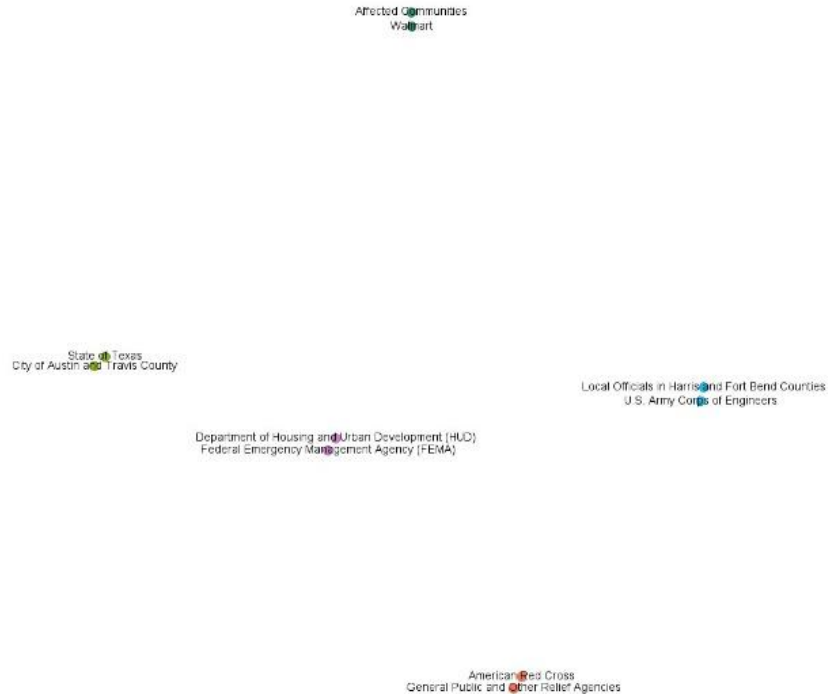 Affected Communities
Walmart
State of Texas
City of Austin and Travis County
Local Officials in Harris and Fort Bend Counties
U.S. Army Corps of Engineers
Department of Housing and Urban Development (HUD)
Federal Emergency Management Agency (FEMA)
American Red Cross
General Public and Other Relief Agencies